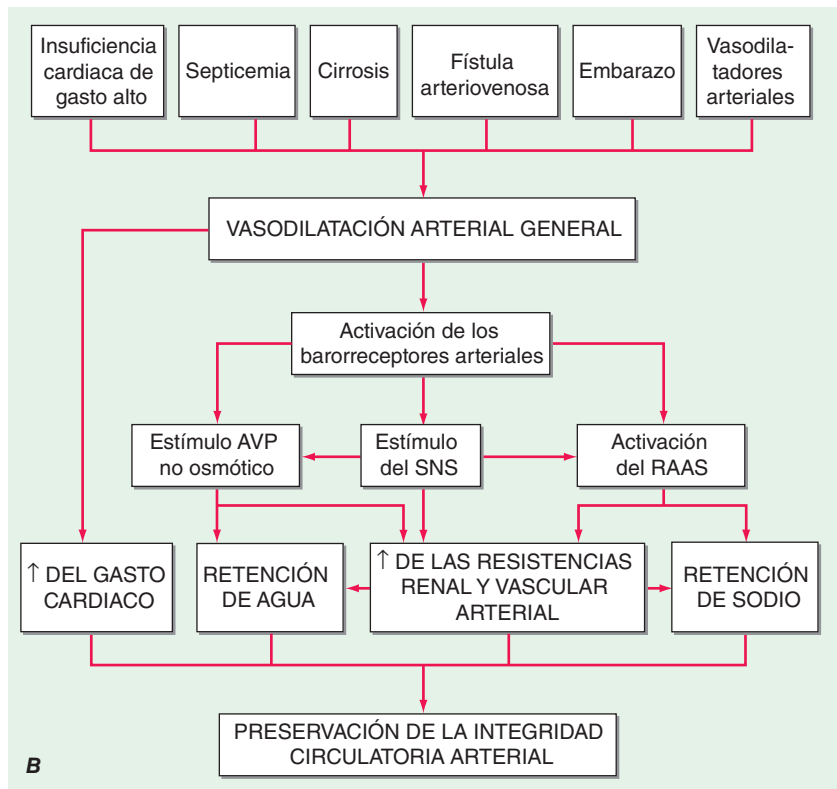 Insuficiencia
cardiaca de
gasto alto
Septicemia
Cirrosis
Fístula
arteriovenosa
Embarazo
Vasodila-
tadores
arteriales
VASODILATACIÓN ARTERIAL GENERAL
Activación de los
barorreceptores arteriales
Estímulo AVP
no osmótico
Estímulo
del SNS
Activación
del RAAS
↑ DEL GASTO
CARDIACO
RETENCIÓN
DE AGUA
↑ DE LAS RESISTENCIAS
RENAL Y VASCULAR
ARTERIAL
RETENCIÓN
DE SODIO
PRESERVACIÓN DE LA INTEGRIDAD
CIRCULATORIA ARTERIAL
B